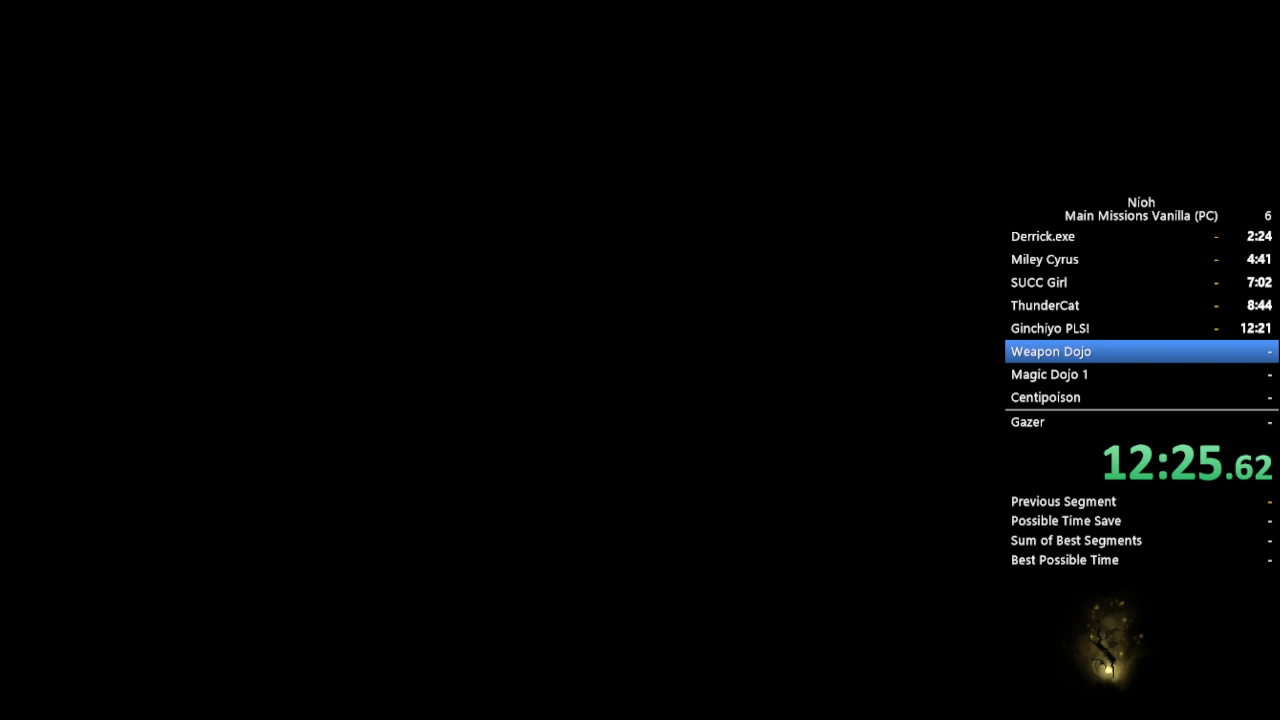 Nioh
Main Missions Vanilla (PC) 6
Derrick.exe - 2:24
Miley Cyrus - 4:41
SUCC Girl - 7:02
ThunderCat - 8:44
Ginchiyo PLS! - 12:21
Weapon Dojo -
Magic Dojo 1 -
Centipoison -
Gazer -
12:25.62
Previous Segment -
Possible Time Save -
Sum of Best Segments -
Best Possible Time -